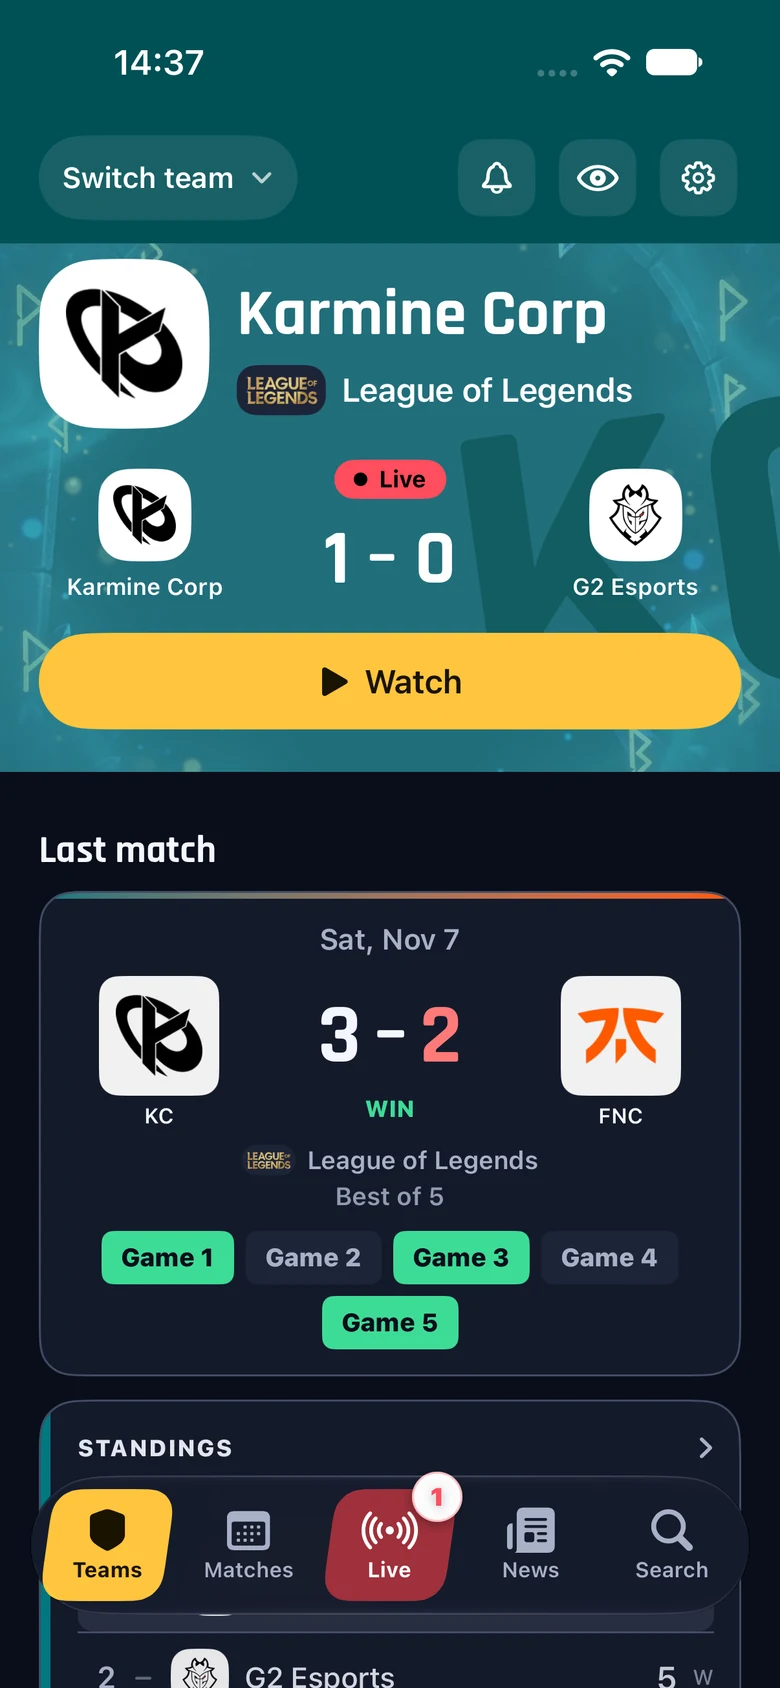 14:37
Switch team
Karmine Corp
LEAGUE OF LEGENDS
League of Legends
Live
1 - 0
Karmine Corp
G2 Esports
Watch
Last match
Sat, Nov 7
3 - 2
WIN
KC
FNC
LEAGUE OF LEGENDS
League of Legends
Best of 5
Game 1
Game 2
Game 3
Game 4
Game 5
STANDINGS
1
Teams
Matches
Live
News
Search
2 – G2 Esports 5 W